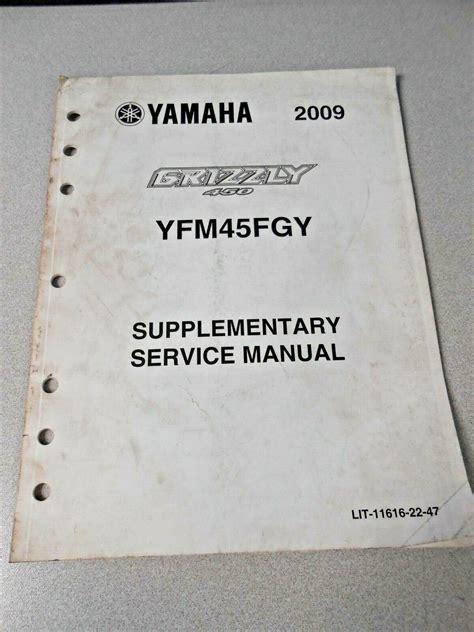 YAMAHA 2009
GRIZZLY
450
YFM45FGY
SUPPLEMENTARY
SERVICE MANUAL
LIT-11616-22-47